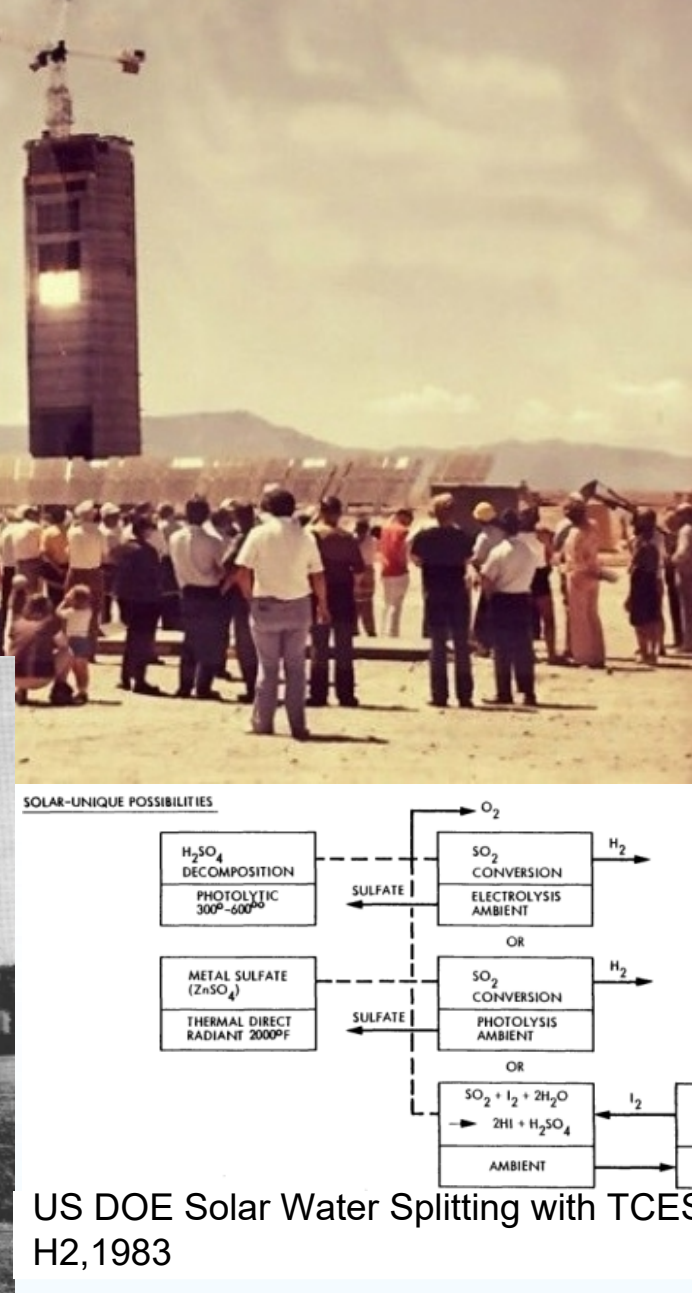 SOLAR-UNIQUE POSSIBILITIES
O2
H2SO4
DECOMPOSITION
PHOTOLYTIC
300°-600°
SULFATE
SO2
CONVERSION
ELECTROLYSIS
AMBIENT
H2
OR
METAL SULFATE
(ZnSO4)
THERMAL DIRECT
RADIANT 2000°F
SULFATE
SO2
CONVERSION
PHOTOLYSIS
AMBIENT
H2
OR
SO2 + I2 + 2H2O
→ 2HI + H2SO4
AMBIENT
I2
US DOE Solar Water Splitting with TCES
H2,1983